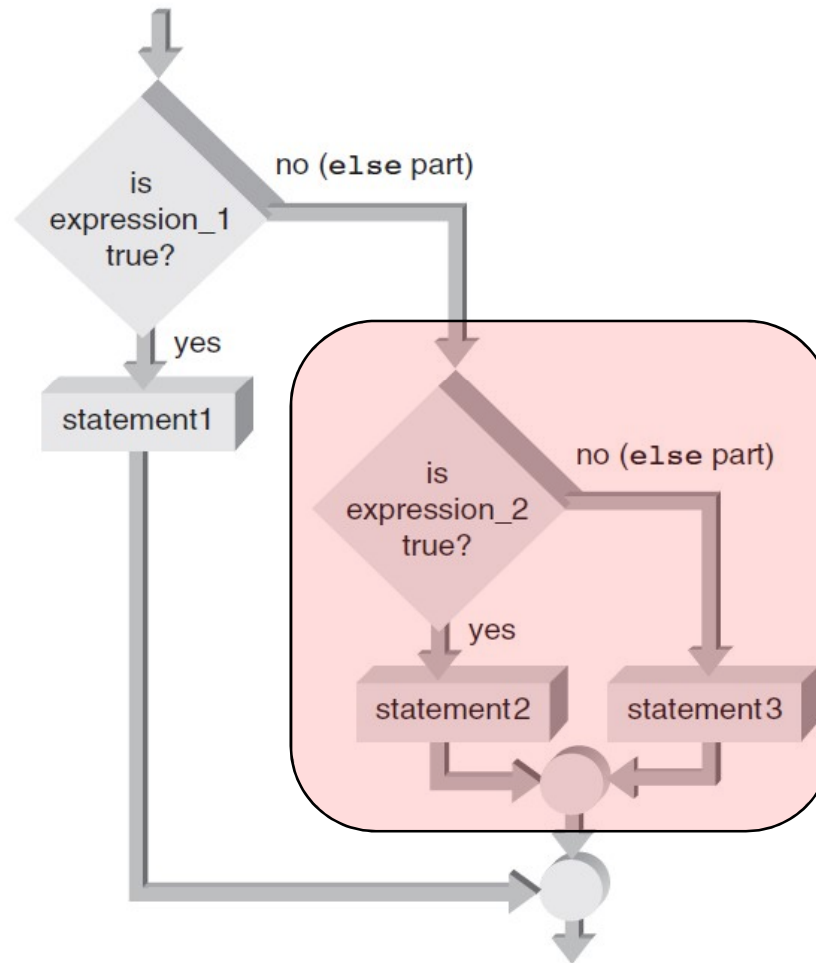 is
expression_1
true?
no (else part)
yes
statement1
is
expression_2
true?
no (else part)
yes
statement2
statement3